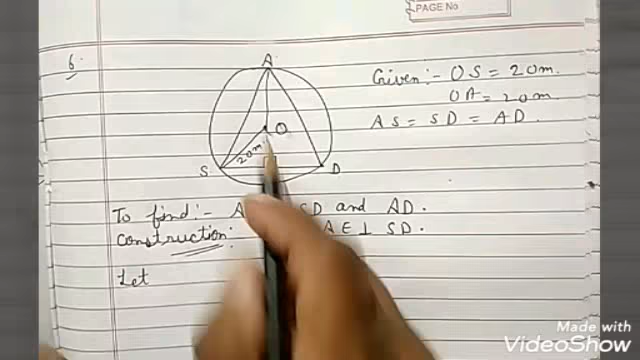 PAGE No
6.
A
Given:- OS = 20m.
OA = 20m
AS = SD = AD.
O
20m
S
D
To find:- A SD and AD.
construction: AE ⊥ SD.
Let
Made with
VideoShow